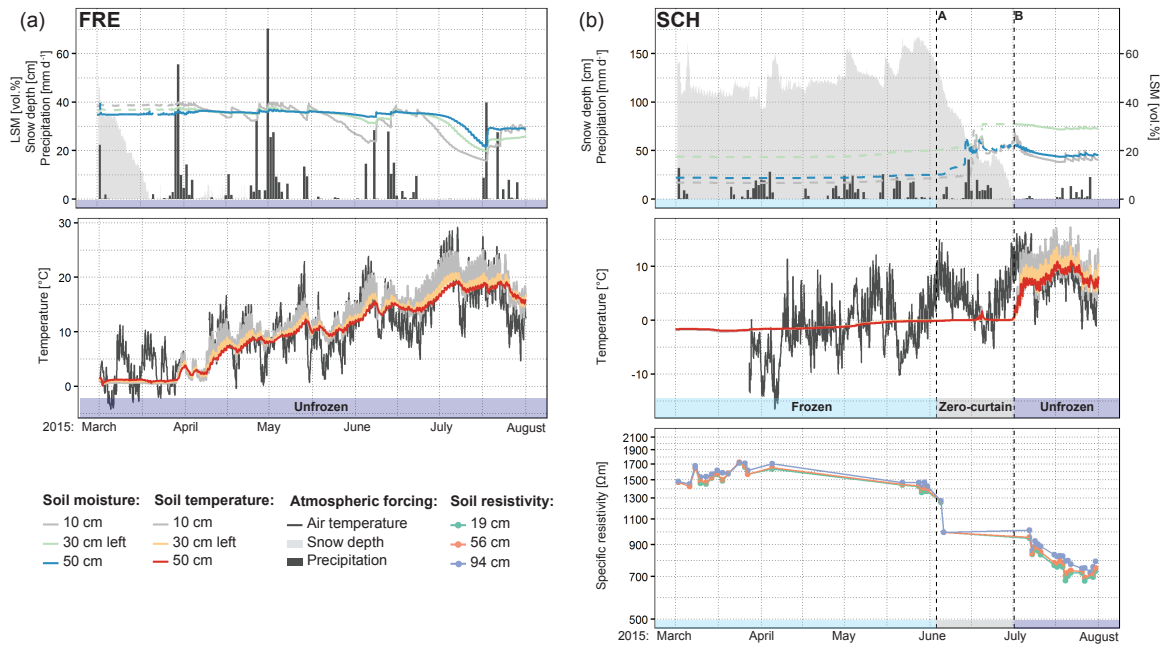 (a) FRE
LSM [vol.%]
Snow depth [cm]
Precipitation [mm d⁻¹]
60
40
20
0
Temperature [°C]
30
20
10
0
Unfrozen
2015: March April May June July August
Soil moisture:
10 cm
30 cm left
50 cm
Soil temperature:
10 cm
30 cm left
50 cm
Atmospheric forcing:
Air temperature
Snow depth
Precipitation
Soil resistivity:
19 cm
56 cm
94 cm
(b) SCH
A B
Snow depth [cm]
Precipitation [mm d⁻¹]
150
100
50
0
60
40
20
0
LSM [vol.%]
Temperature [°C]
10
0
-10
Frozen Zero-curtain Unfrozen
Specific resistivity [Ωm]
2100
1900
1700
1500
1300
1100
900
700
500
2015: March April May June July August